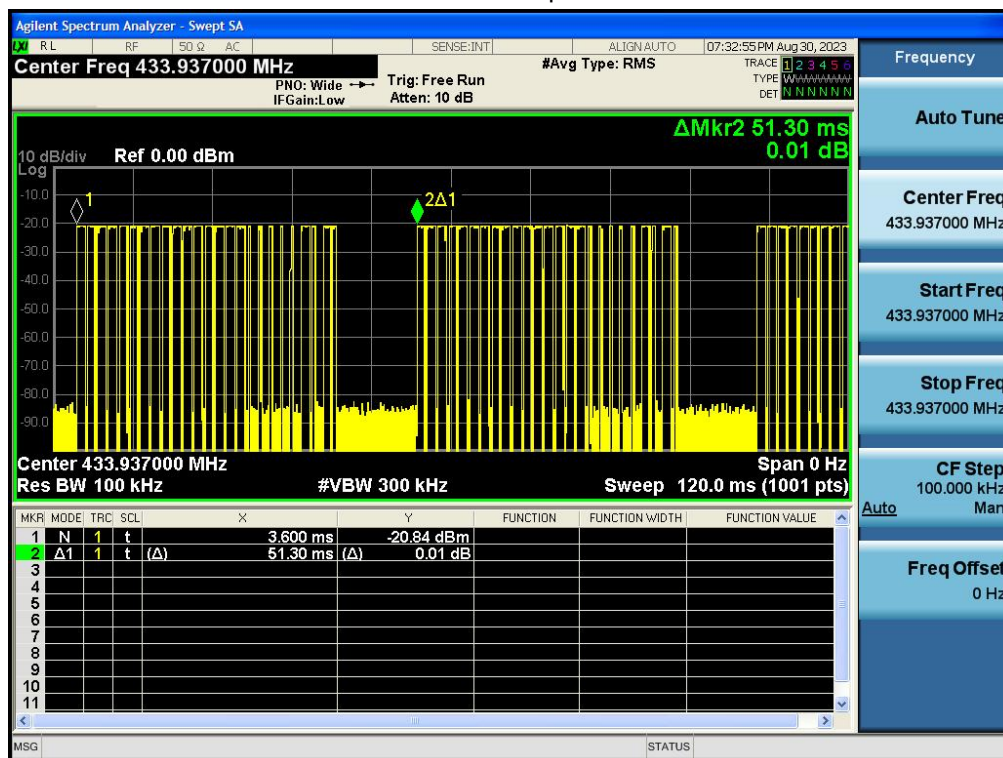 Agilent Spectrum Analyzer - Swept SA
LXI RL RF 50 Ω AC SENSE:INT ALIGN AUTO 07:32:55 PM Aug 30, 2023
Center Freq 433.937000 MHz
PNO: Wide
IFGain:Low
Trig: Free Run
Atten: 10 dB
#Avg Type: RMS
TRACE 1 2 3 4 5 6
TYPE W
DET N N N N N N
ΔMkr2 51.30 ms
0.01 dB
10 dB/div Ref 0.00 dBm
Log
-10.0
-20.0
-30.0
-40.0
-50.0
-60.0
-70.0
-80.0
-90.0
1
2Δ1
Center 433.937000 MHz Span 0 Hz
Res BW 100 kHz #VBW 300 kHz Sweep 120.0 ms (1001 pts)
MKR MODE TRC SCL X Y FUNCTION FUNCTION WIDTH FUNCTION VALUE
1 N 1 t 3.600 ms -20.84 dBm
2 Δ1 1 t (Δ) 51.30 ms (Δ) 0.01 dB
3
4
5
6
7
8
9
10
11
MSG STATUS
Frequency
Auto Tune
Center Freq
433.937000 MHz
Start Freq
433.937000 MHz
Stop Freq
433.937000 MHz
CF Step
100.000 kHz
Auto Man
Freq Offset
0 Hz